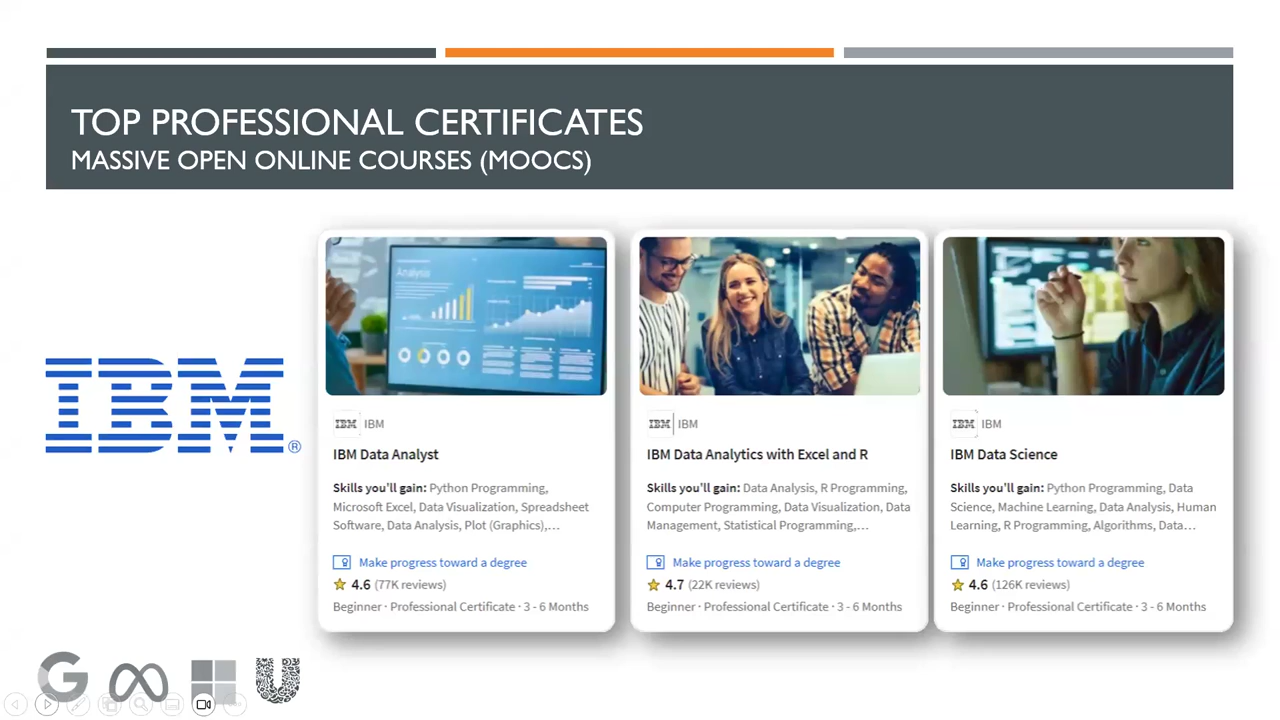 TOP PROFESSIONAL CERTIFICATES
MASSIVE OPEN ONLINE COURSES (MOOCS)
IBM®
Analysis
IBM IBM
IBM Data Analyst
Skills you'll gain: Python Programming,
Microsoft Excel, Data Visualization, Spreadsheet
Software, Data Analysis, Plot (Graphics),...
Make progress toward a degree
4.6 (77K reviews)
Beginner · Professional Certificate · 3 - 6 Months
IBM IBM
IBM Data Analytics with Excel and R
Skills you'll gain: Data Analysis, R Programming,
Computer Programming, Data Visualization, Data
Management, Statistical Programming,...
Make progress toward a degree
4.7 (22K reviews)
Beginner · Professional Certificate · 3 - 6 Months
IBM IBM
IBM Data Science
Skills you'll gain: Python Programming, Data
Science, Machine Learning, Data Analysis, Human
Learning, R Programming, Algorithms, Data...
Make progress toward a degree
4.6 (126K reviews)
Beginner · Professional Certificate · 3 - 6 Months
G